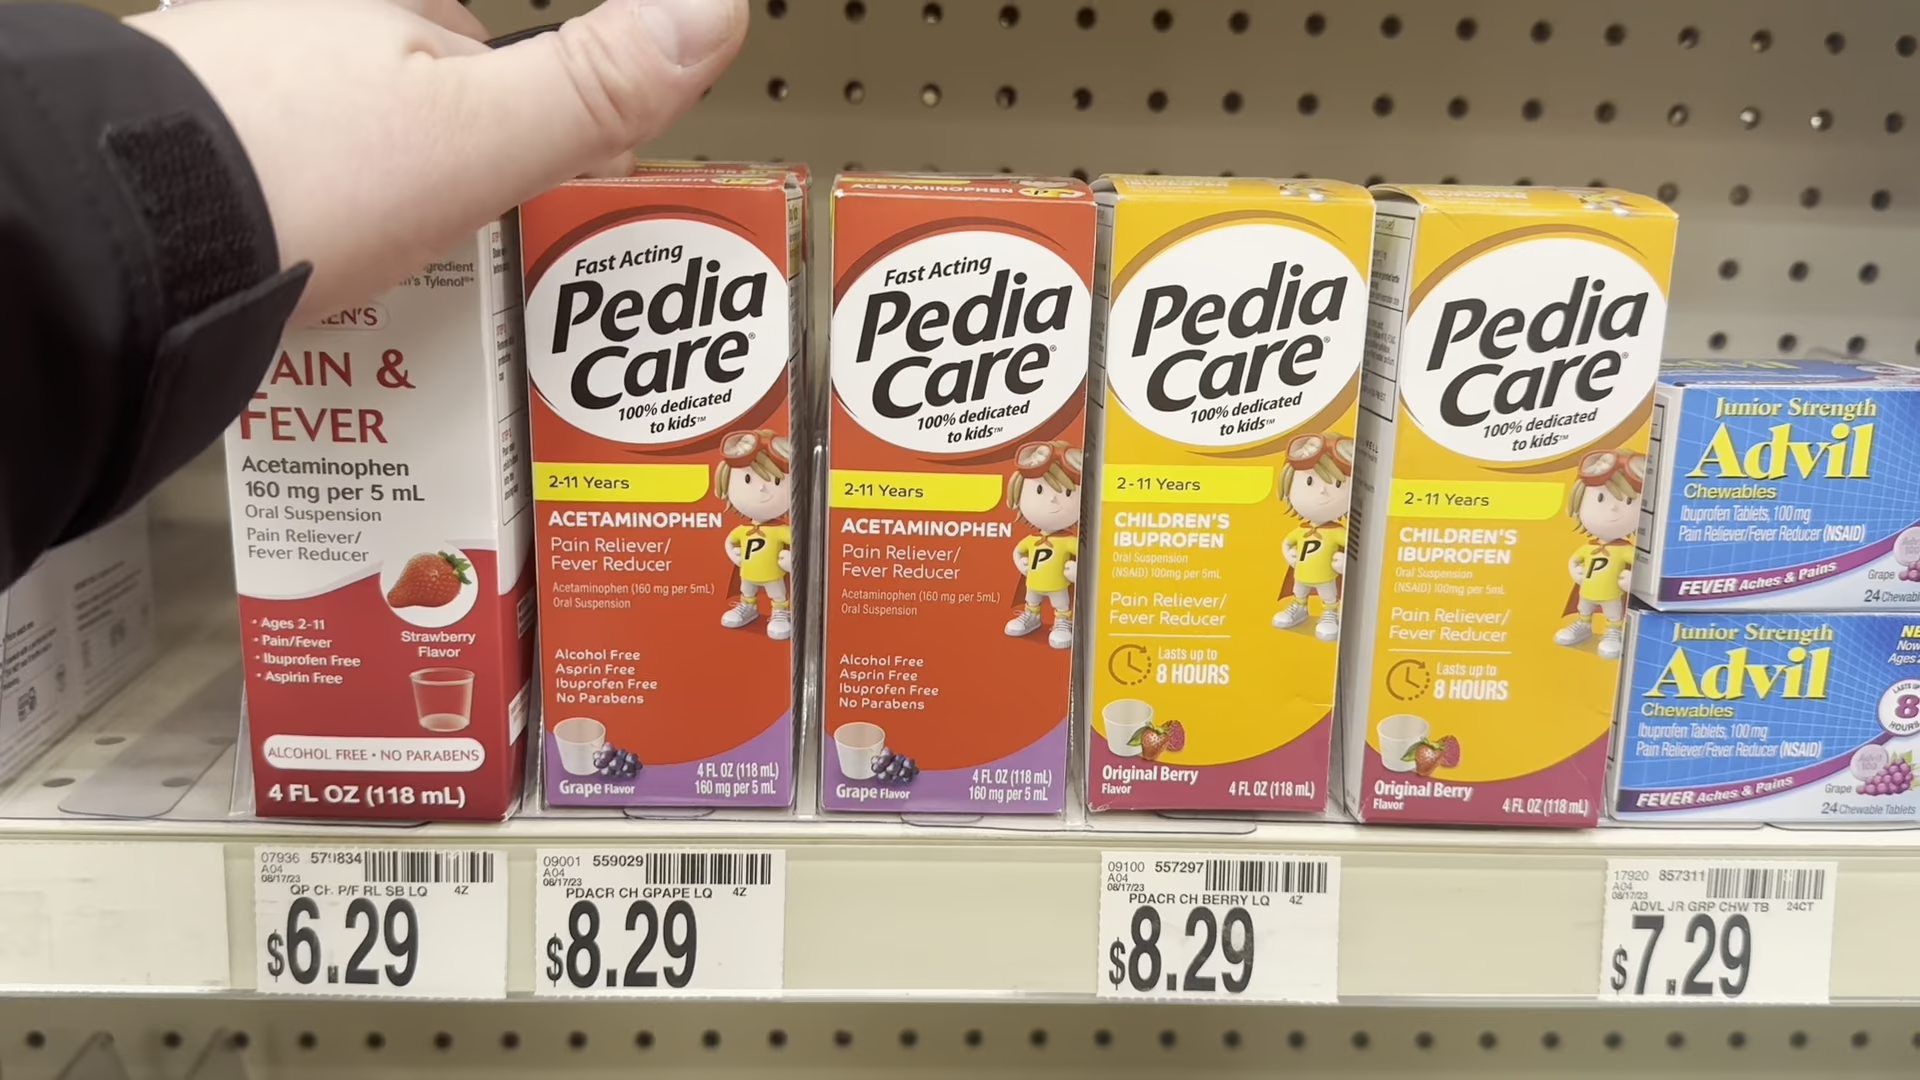 gredient
n's Tylenol®*
EN'S
AIN &
FEVER
Acetaminophen
160 mg per 5 mL
Oral Suspension
Pain Reliever/
Fever Reducer
• Ages 2-11
• Pain/Fever
• Ibuprofen Free
• Aspirin Free
Strawberry
Flavor
ALCOHOL FREE • NO PARABENS
4 FL OZ (118 mL)
Fast Acting
Pedia
Care®
100% dedicated
to kids™
2-11 Years
ACETAMINOPHEN
Pain Reliever/
Fever Reducer
Acetaminophen (160 mg per 5mL)
Oral Suspension
Alcohol Free
Asprin Free
Ibuprofen Free
No Parabens
Grape Flavor
4 FL OZ (118 mL)
160 mg per 5 mL
ACETAMINOPHEN
Fast Acting
Pedia
Care®
100% dedicated
to kids™
2-11 Years
ACETAMINOPHEN
Pain Reliever/
Fever Reducer
Acetaminophen (160 mg per 5mL)
Oral Suspension
Alcohol Free
Asprin Free
Ibuprofen Free
No Parabens
Grape Flavor
4 FL OZ (118 mL)
160 mg per 5 mL
Pedia
Care®
100% dedicated
to kids™
2-11 Years
CHILDREN'S
IBUPROFEN
Oral Suspension
(NSAID) 100mg per 5mL
Pain Reliever/
Fever Reducer
Lasts up to
8 HOURS
Original Berry
Flavor
4 FL OZ (118 mL)
Pedia
Care®
100% dedicated
to kids™
2-11 Years
CHILDREN'S
IBUPROFEN
Oral Suspension
(NSAID) 100mg per 5mL
Pain Reliever/
Fever Reducer
Lasts up to
8 HOURS
Original Berry
Flavor
4 FL OZ (118 mL)
Junior Strength
Advil
Chewables
Ibuprofen Tablets, 100 mg
Pain Reliever/Fever Reducer (NSAID)
FEVER Aches & Pains
Grape
24 Chewabl
Junior Strength
Advil
Chewables
Ibuprofen Tablets, 100 mg
Pain Reliever/Fever Reducer (NSAID)
FEVER Aches & Pains
NE
Now
Ages 2
8
HOURS
Grape
24 Chewable Tablets
07936 579834
A04
08/17/23
QP CH P/F RL SB LQ 4Z
$6.29
09001 559029
A04
08/17/23
PDACR CH GPAPE LQ 4Z
$8.29
09100 557297
A04
08/17/23
PDACR CH BERRY LQ 4Z
$8.29
17920 857311
A04
08/17/23
ADVL JR GRP CHW TB 24CT
$7.29